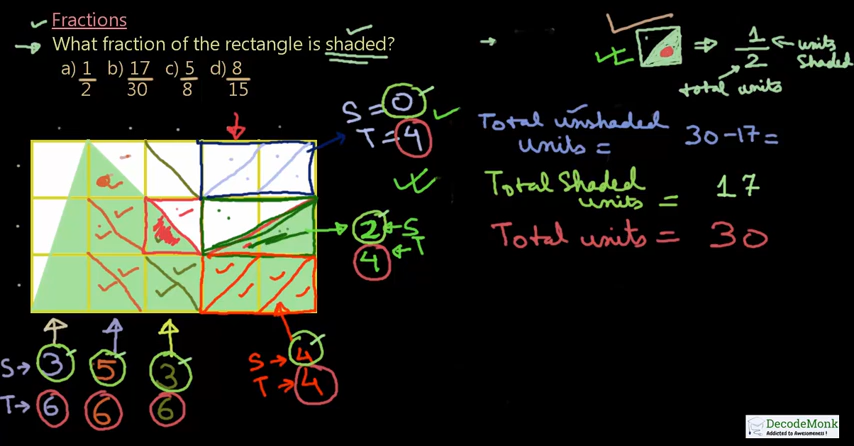 Fractions
What fraction of the rectangle is shaded?
a) 1/2 b) 17/30 c) 5/8 d) 8/15
⇒ 1/2 ← units shaded
total units
S = 0
T = 4
Total unshaded units = 30-17=
Total Shaded units = 17
Total units = 30
2 ← S
4 ← T
S → 3 5 3
T → 6 6 6
S → 4
T → 4
DecodeMonk
Addicted to Awesomeness !